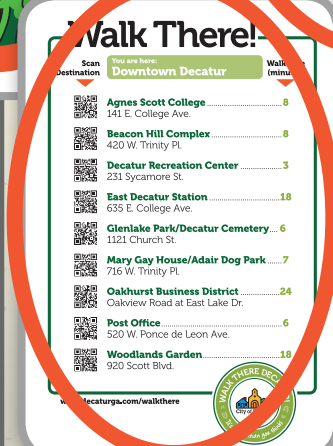 Walk There!
Scan
Destination
You are here:
Downtown Decatur
Walk
(minu
Agnes Scott College 8
141 E. College Ave.
Beacon Hill Complex 8
420 W. Trinity Pl.
Decatur Recreation Center 3
231 Sycamore St.
East Decatur Station 18
635 E. College Ave.
Glenlake Park/Decatur Cemetery 6
1121 Church St.
Mary Gay House/Adair Dog Park 7
716 W. Trinity Pl.
Oakhurst Business District 24
Oakview Road at East Lake Dr.
Post Office 6
520 W. Ponce de Leon Ave.
Woodlands Garden 18
920 Scott Blvd.
www.decaturga.com/walkthere
WALK THERE DECA
City of